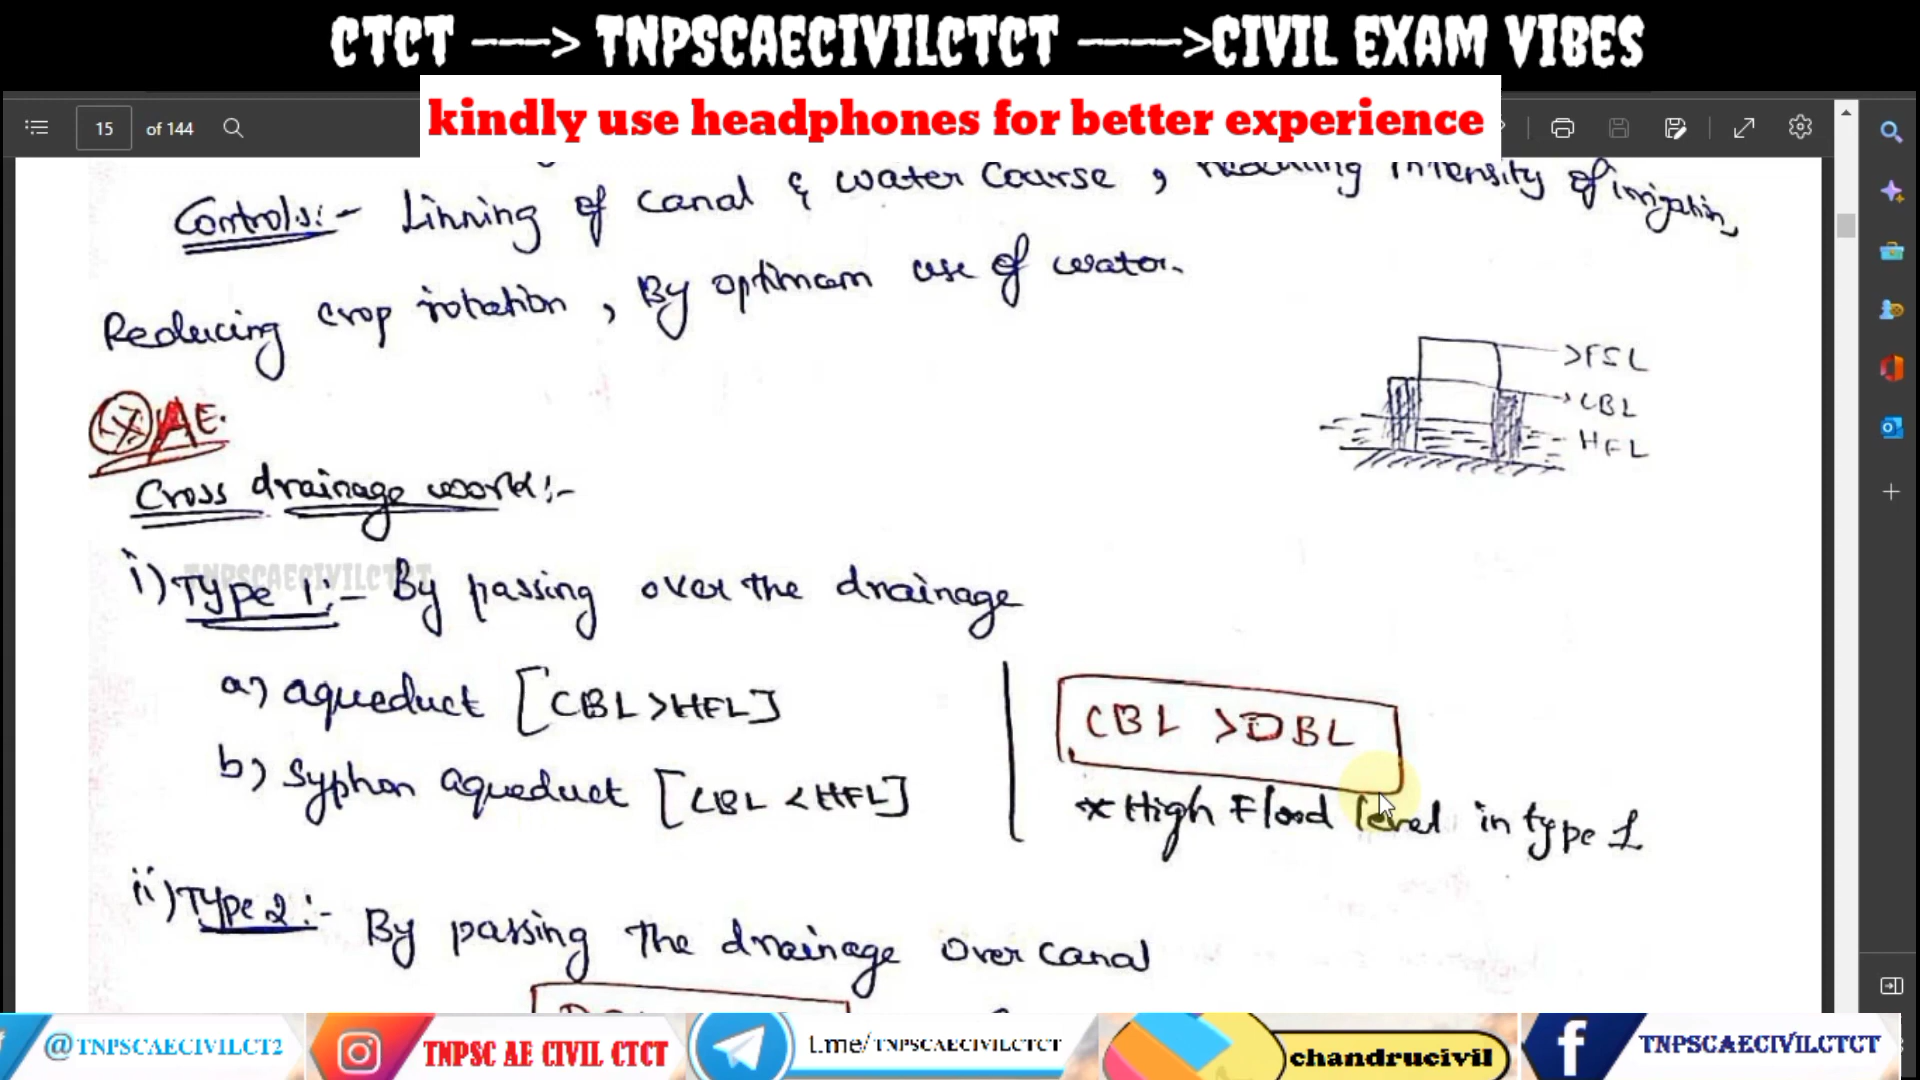 CTCT ---> TNPSCAECIVILCTCT ---->CIVIL EXAM VIBES
kindly use headphones for better experience
15 of 144
Controls:- Linning of canal & water Course, reducing intensity of irrigation,
Reducing crop rotation, By optimam use of water.
>FSL
CBL
HFL
AE.
Cross drainage work:-
TNPSCAECIVILCTCT
i) Type 1:- By passing over the drainage
a) aqueduct [CBL>HFL]
CBL >DBL
b) Syphon aqueduct [CBL <HFL]
* High Flood level in type 1
ii) Type 2:- By passing the drainage over canal
@TNPSCAECIVILCT2
TNPSC AE CIVIL CTCT
t.me/TNPSCAECIVILCTCT
chandrucivil
TNPSCAECIVILCTCT